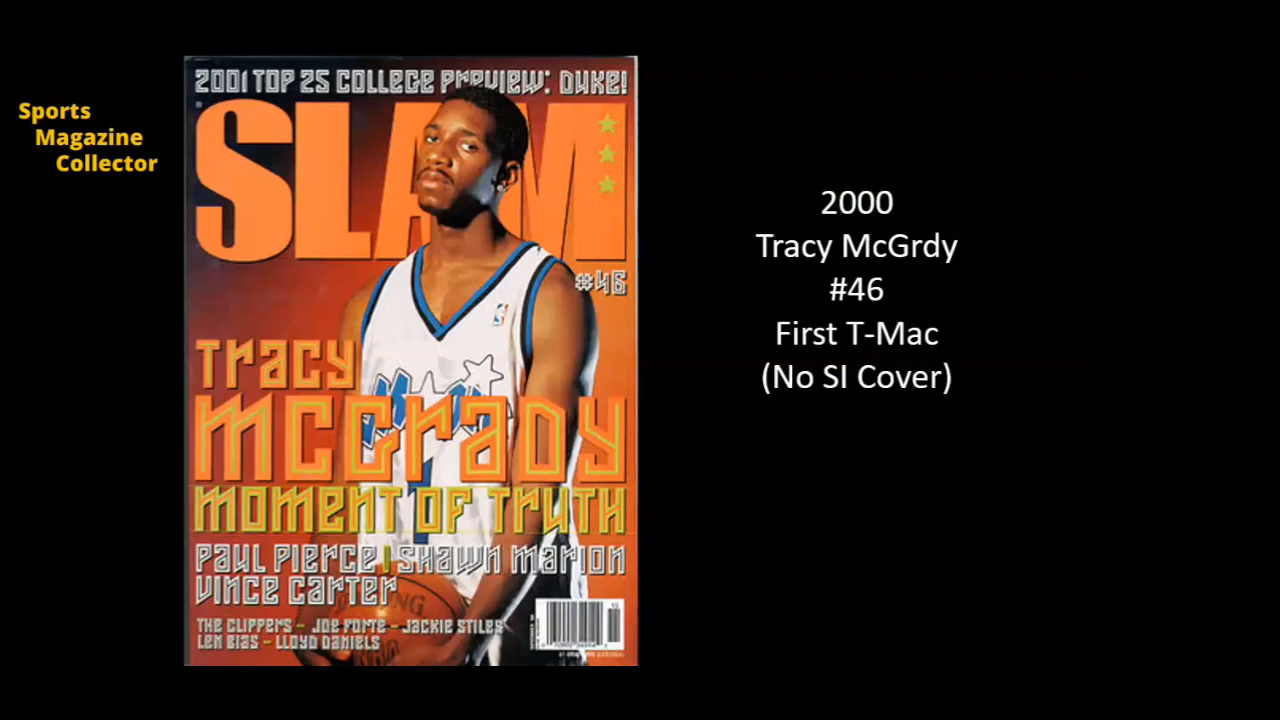 Sports
Magazine
Collector
2001 TOP 25 COLLEGE PREVIEW: DUKE!
SLAM
#46
TRACY
MCGRADY
MOMENT OF TRUTH
PAUL PIERCE | SHAWN MARION
VINCE CARTER
THE CLIPPERS - JOE FORTE - JACKIE STILES
LEN BIAS - LLOYD DANIELS
2000
Tracy McGrdy
#46
First T-Mac
(No SI Cover)